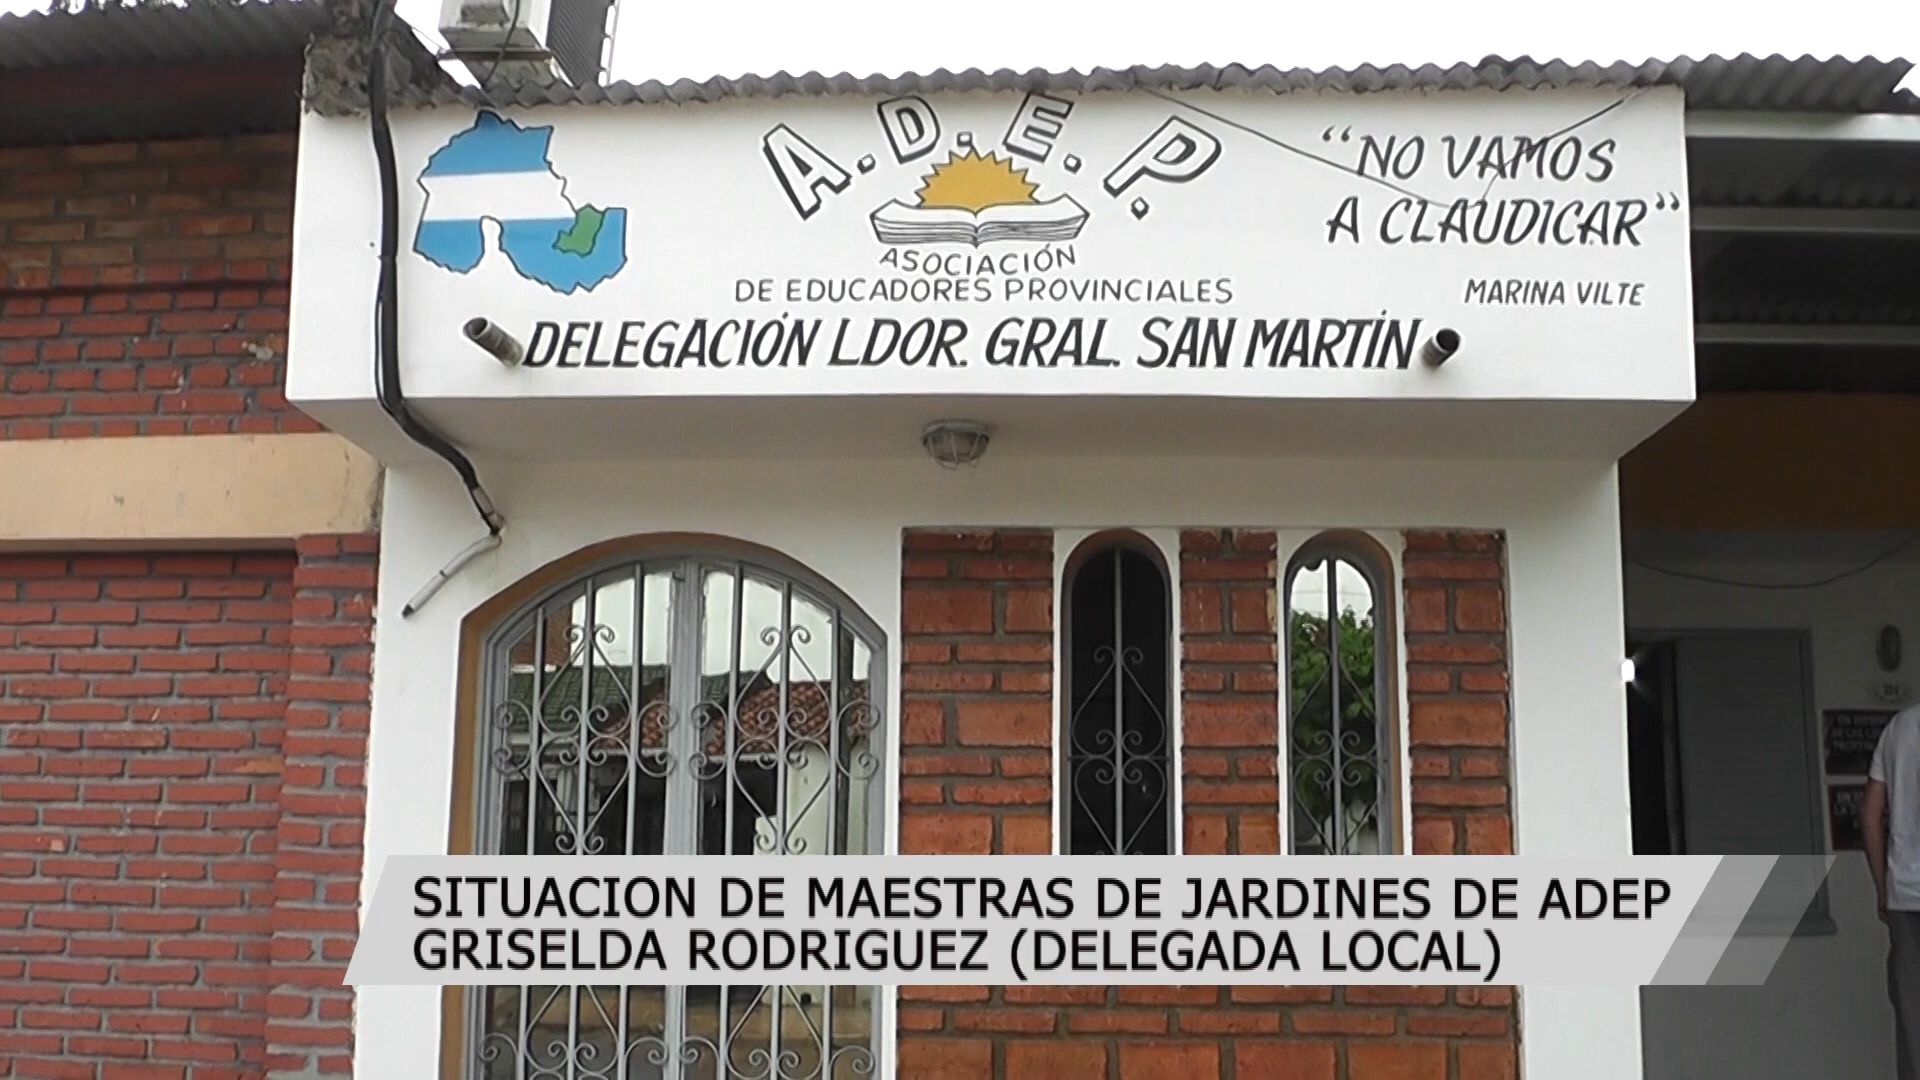 A.D.E.P.
ASOCIACIÓN
DE EDUCADORES PROVINCIALES
DELEGACIÓN LDOR. GRAL. SAN MARTÍN
“NO VAMOS
A CLAUDICAR”
MARINA VILTE
SITUACION DE MAESTRAS DE JARDINES DE ADEP
GRISELDA RODRIGUEZ (DELEGADA LOCAL)